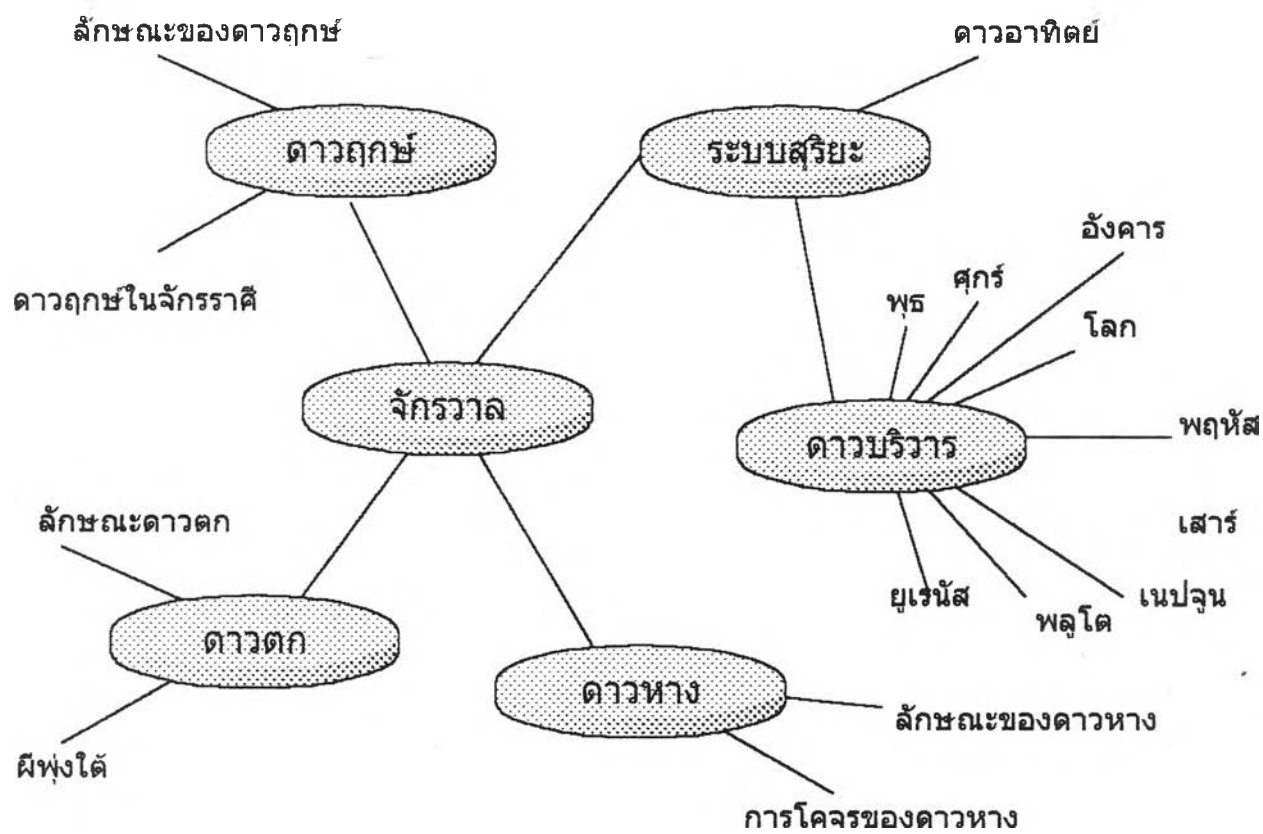 ลักษณะของดาวฤกษ์
ดาวอาทิตย์
ดาวฤกษ์
ระบบสุริยะ
อังคาร
ศุกร์
ดาวฤกษ์ในจักรราศี
พุธ
โลก
จักรวาล
พฤหัส
ดาวบริวาร
ลักษณะดาวตก
เสาร์
ยูเรนัส
เนปจูน
พลูโต
ดาวตก
ดาวหาง
ลักษณะของดาวหาง
ผีพุ่งใต้
การโคจรของดาวหาง